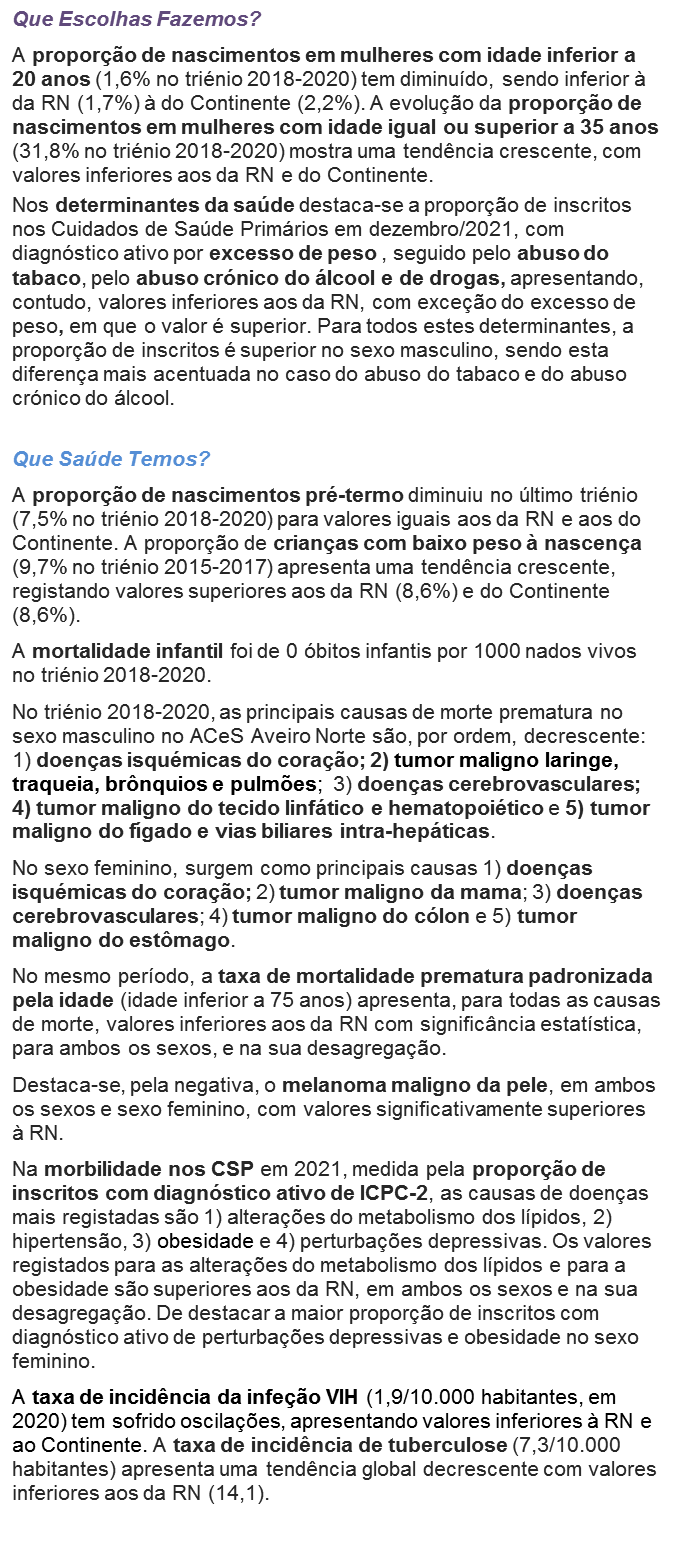 Que Escolhas Fazemos?
A proporção de nascimentos em mulheres com idade inferior a
20 anos (1,6% no triénio 2018-2020) tem diminuído, sendo inferior à
da RN (1,7%) à do Continente (2,2%). A evolução da proporção de
nascimentos em mulheres com idade igual ou superior a 35 anos
(31,8% no triénio 2018-2020) mostra uma tendência crescente, com
valores inferiores aos da RN e do Continente.
Nos determinantes da saúde destaca-se a proporção de inscritos
nos Cuidados de Saúde Primários em dezembro/2021, com
diagnóstico ativo por excesso de peso , seguido pelo abuso do
tabaco, pelo abuso crónico do álcool e de drogas, apresentando,
contudo, valores inferiores aos da RN, com exceção do excesso de
peso, em que o valor é superior. Para todos estes determinantes, a
proporção de inscritos é superior no sexo masculino, sendo esta
diferença mais acentuada no caso do abuso do tabaco e do abuso
crónico do álcool.
Que Saúde Temos?
A proporção de nascimentos pré-termo diminuiu no último triénio
(7,5% no triénio 2018-2020) para valores iguais aos da RN e aos do
Continente. A proporção de crianças com baixo peso à nascença
(9,7% no triénio 2015-2017) apresenta uma tendência crescente,
registando valores superiores aos da RN (8,6%) e do Continente
(8,6%).
A mortalidade infantil foi de 0 óbitos infantis por 1000 nados vivos
no triénio 2018-2020.
No triénio 2018-2020, as principais causas de morte prematura no
sexo masculino no ACeS Aveiro Norte são, por ordem, decrescente:
1) doenças isquémicas do coração; 2) tumor maligno laringe,
traqueia, brônquios e pulmões; 3) doenças cerebrovasculares;
4) tumor maligno do tecido linfático e hematopoiético e 5) tumor
maligno do fígado e vias biliares intra-hepáticas.
No sexo feminino, surgem como principais causas 1) doenças
isquémicas do coração; 2) tumor maligno da mama; 3) doenças
cerebrovasculares; 4) tumor maligno do cólon e 5) tumor
maligno do estômago.
No mesmo período, a taxa de mortalidade prematura padronizada
pela idade (idade inferior a 75 anos) apresenta, para todas as causas
de morte, valores inferiores aos da RN com significância estatística,
para ambos os sexos, e na sua desagregação.
Destaca-se, pela negativa, o melanoma maligno da pele, em ambos
os sexos e sexo feminino, com valores significativamente superiores
à RN.
Na morbilidade nos CSP em 2021, medida pela proporção de
inscritos com diagnóstico ativo de ICPC-2, as causas de doenças
mais registadas são 1) alterações do metabolismo dos lípidos, 2)
hipertensão, 3) obesidade e 4) perturbações depressivas. Os valores
registados para as alterações do metabolismo dos lípidos e para a
obesidade são superiores aos da RN, em ambos os sexos e na sua
desagregação. De destacar a maior proporção de inscritos com
diagnóstico ativo de perturbações depressivas e obesidade no sexo
feminino.
A taxa de incidência da infeção VIH (1,9/10.000 habitantes, em
2020) tem sofrido oscilações, apresentando valores inferiores à RN e
ao Continente. A taxa de incidência de tuberculose (7,3/10.000
habitantes) apresenta uma tendência global decrescente com valores
inferiores aos da RN (14,1).